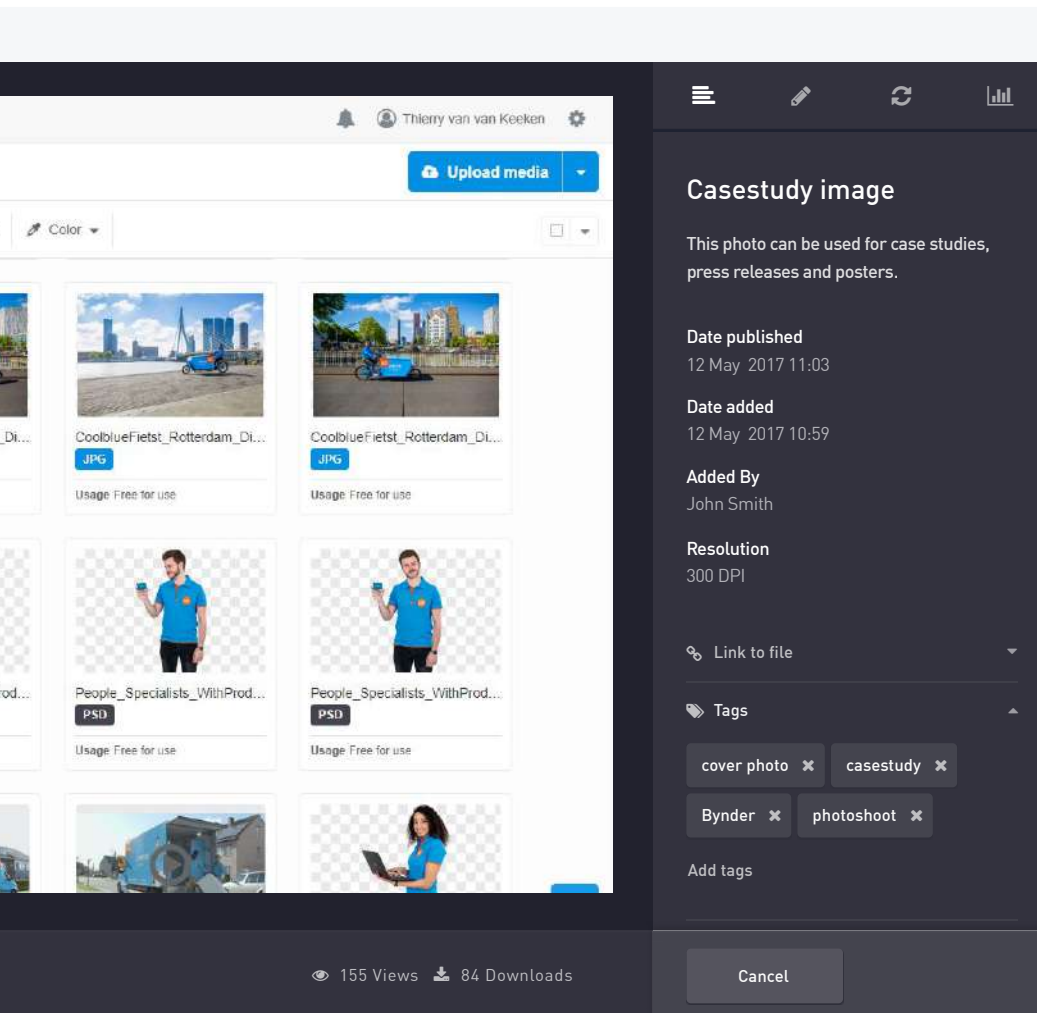 Thierry van van Keeken
Upload media
Color
_Di...
CoolblueFietst_Rotterdam_Di...
JPG
Usage Free for use
CoolblueFietst_Rotterdam_Di...
JPG
Usage Free for use
rod...
People_Specialists_WithProd...
PSD
Usage Free for use
People_Specialists_WithProd...
PSD
Usage Free for use
155 Views 84 Downloads
Casestudy image
This photo can be used for case studies,
press releases and posters.
Date published
12 May 2017 11:03
Date added
12 May 2017 10:59
Added By
John Smith
Resolution
300 DPI
Link to file
Tags
cover photo
casestudy
Bynder
photoshoot
Add tags
Cancel